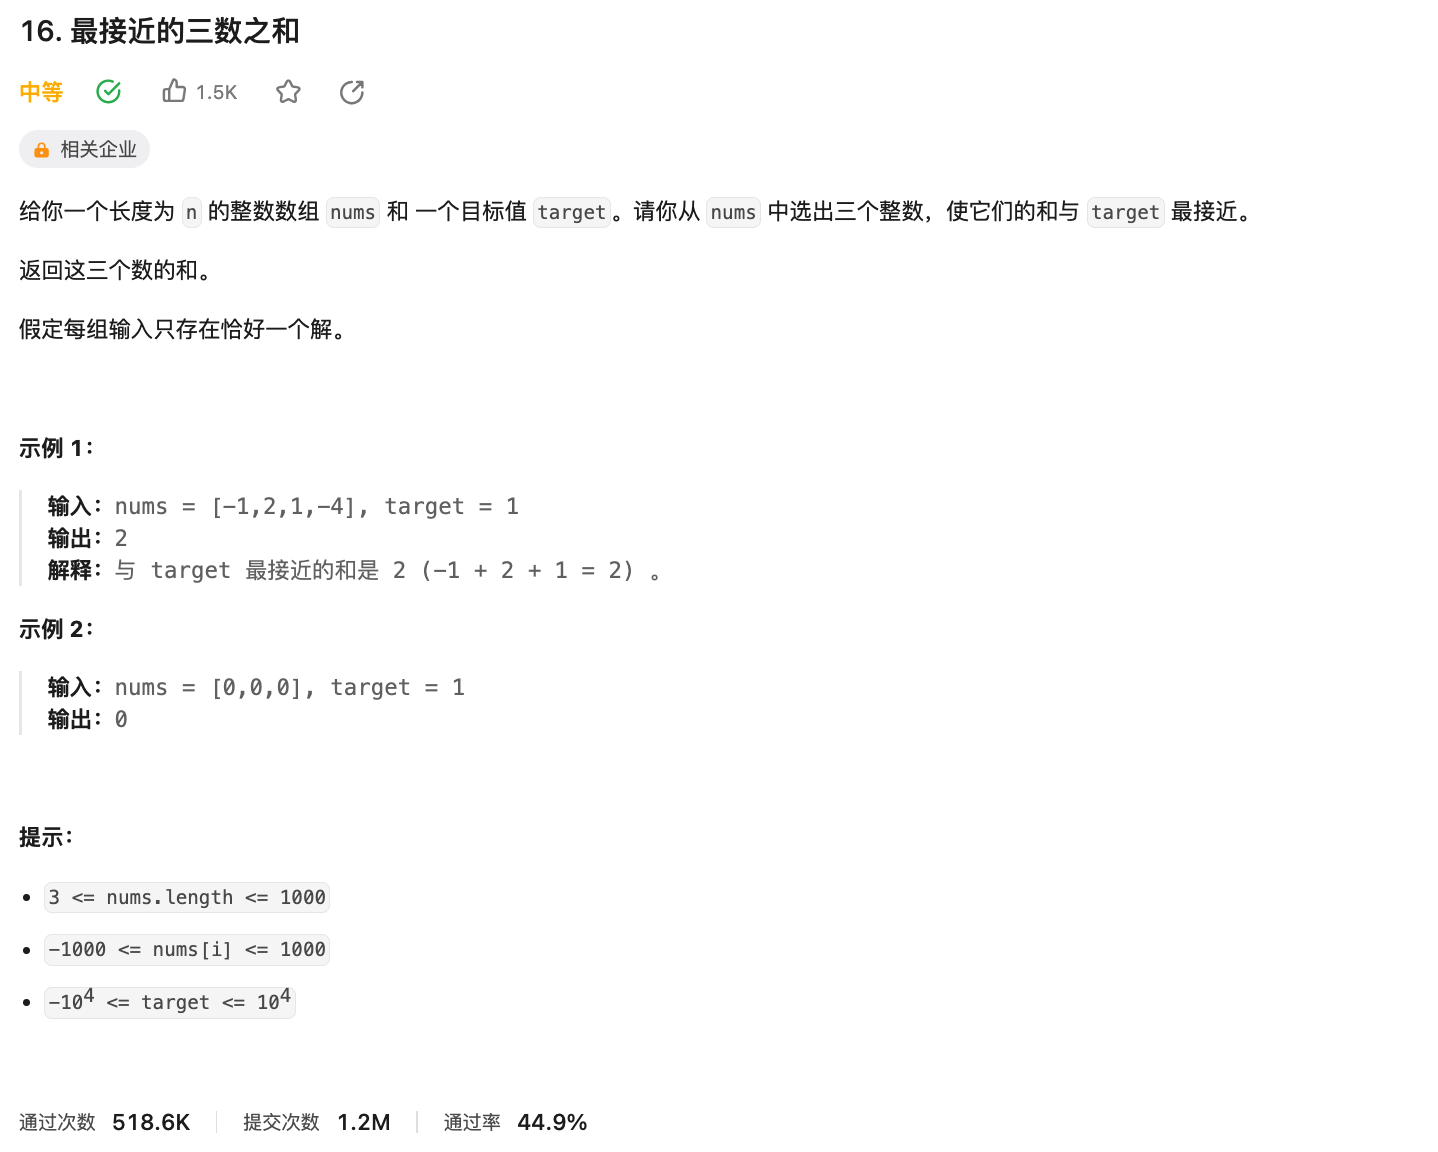 16. 最接近的三数之和
中等 1.5K
相关企业
给你一个长度为 n 的整数数组 nums 和 一个目标值 target。请你从 nums 中选出三个整数，使它们的和与 target 最接近。
返回这三个数的和。
假定每组输入只存在恰好一个解。
示例 1：
输入：nums = [-1,2,1,-4], target = 1
输出：2
解释：与 target 最接近的和是 2 (-1 + 2 + 1 = 2) 。
示例 2：
输入：nums = [0,0,0], target = 1
输出：0
提示：
• 3 <= nums.length <= 1000
• -1000 <= nums[i] <= 1000
• -10⁴ <= target <= 10⁴
通过次数 518.6K 提交次数 1.2M 通过率 44.9%